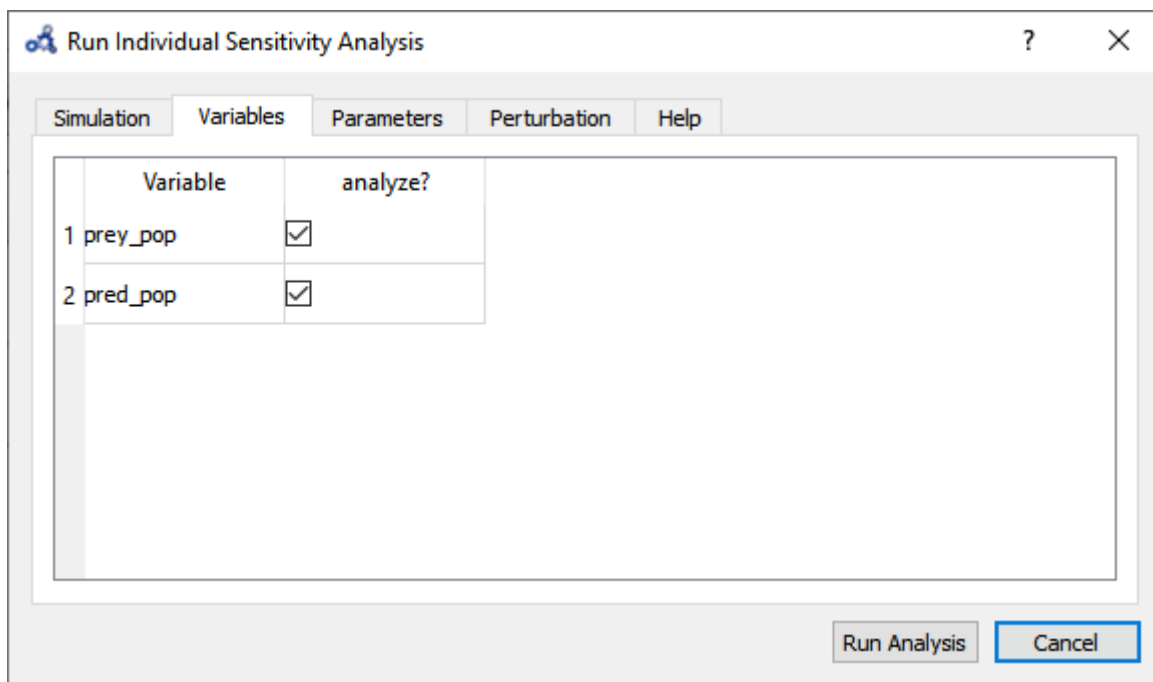 Run Individual Sensitivity Analysis ?
Simulation Variables Parameters Perturbation Help
Variable analyze?
1 prey_pop
2 pred_pop
Run Analysis Cancel